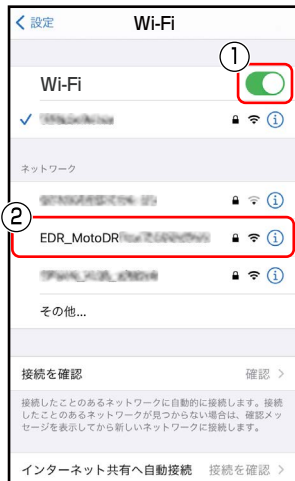 設定
Wi-Fi
①
Wi-Fi
ネットワーク
②
EDR_MotoDR
その他...
接続を確認 確認
接続したことのあるネットワークに自動的に接続します。接続
したことのあるネットワークが見つからない場合は、確認メッ
セージを表示してから新しいネットワークに接続します。
インターネット共有へ自動接続 接続を確認